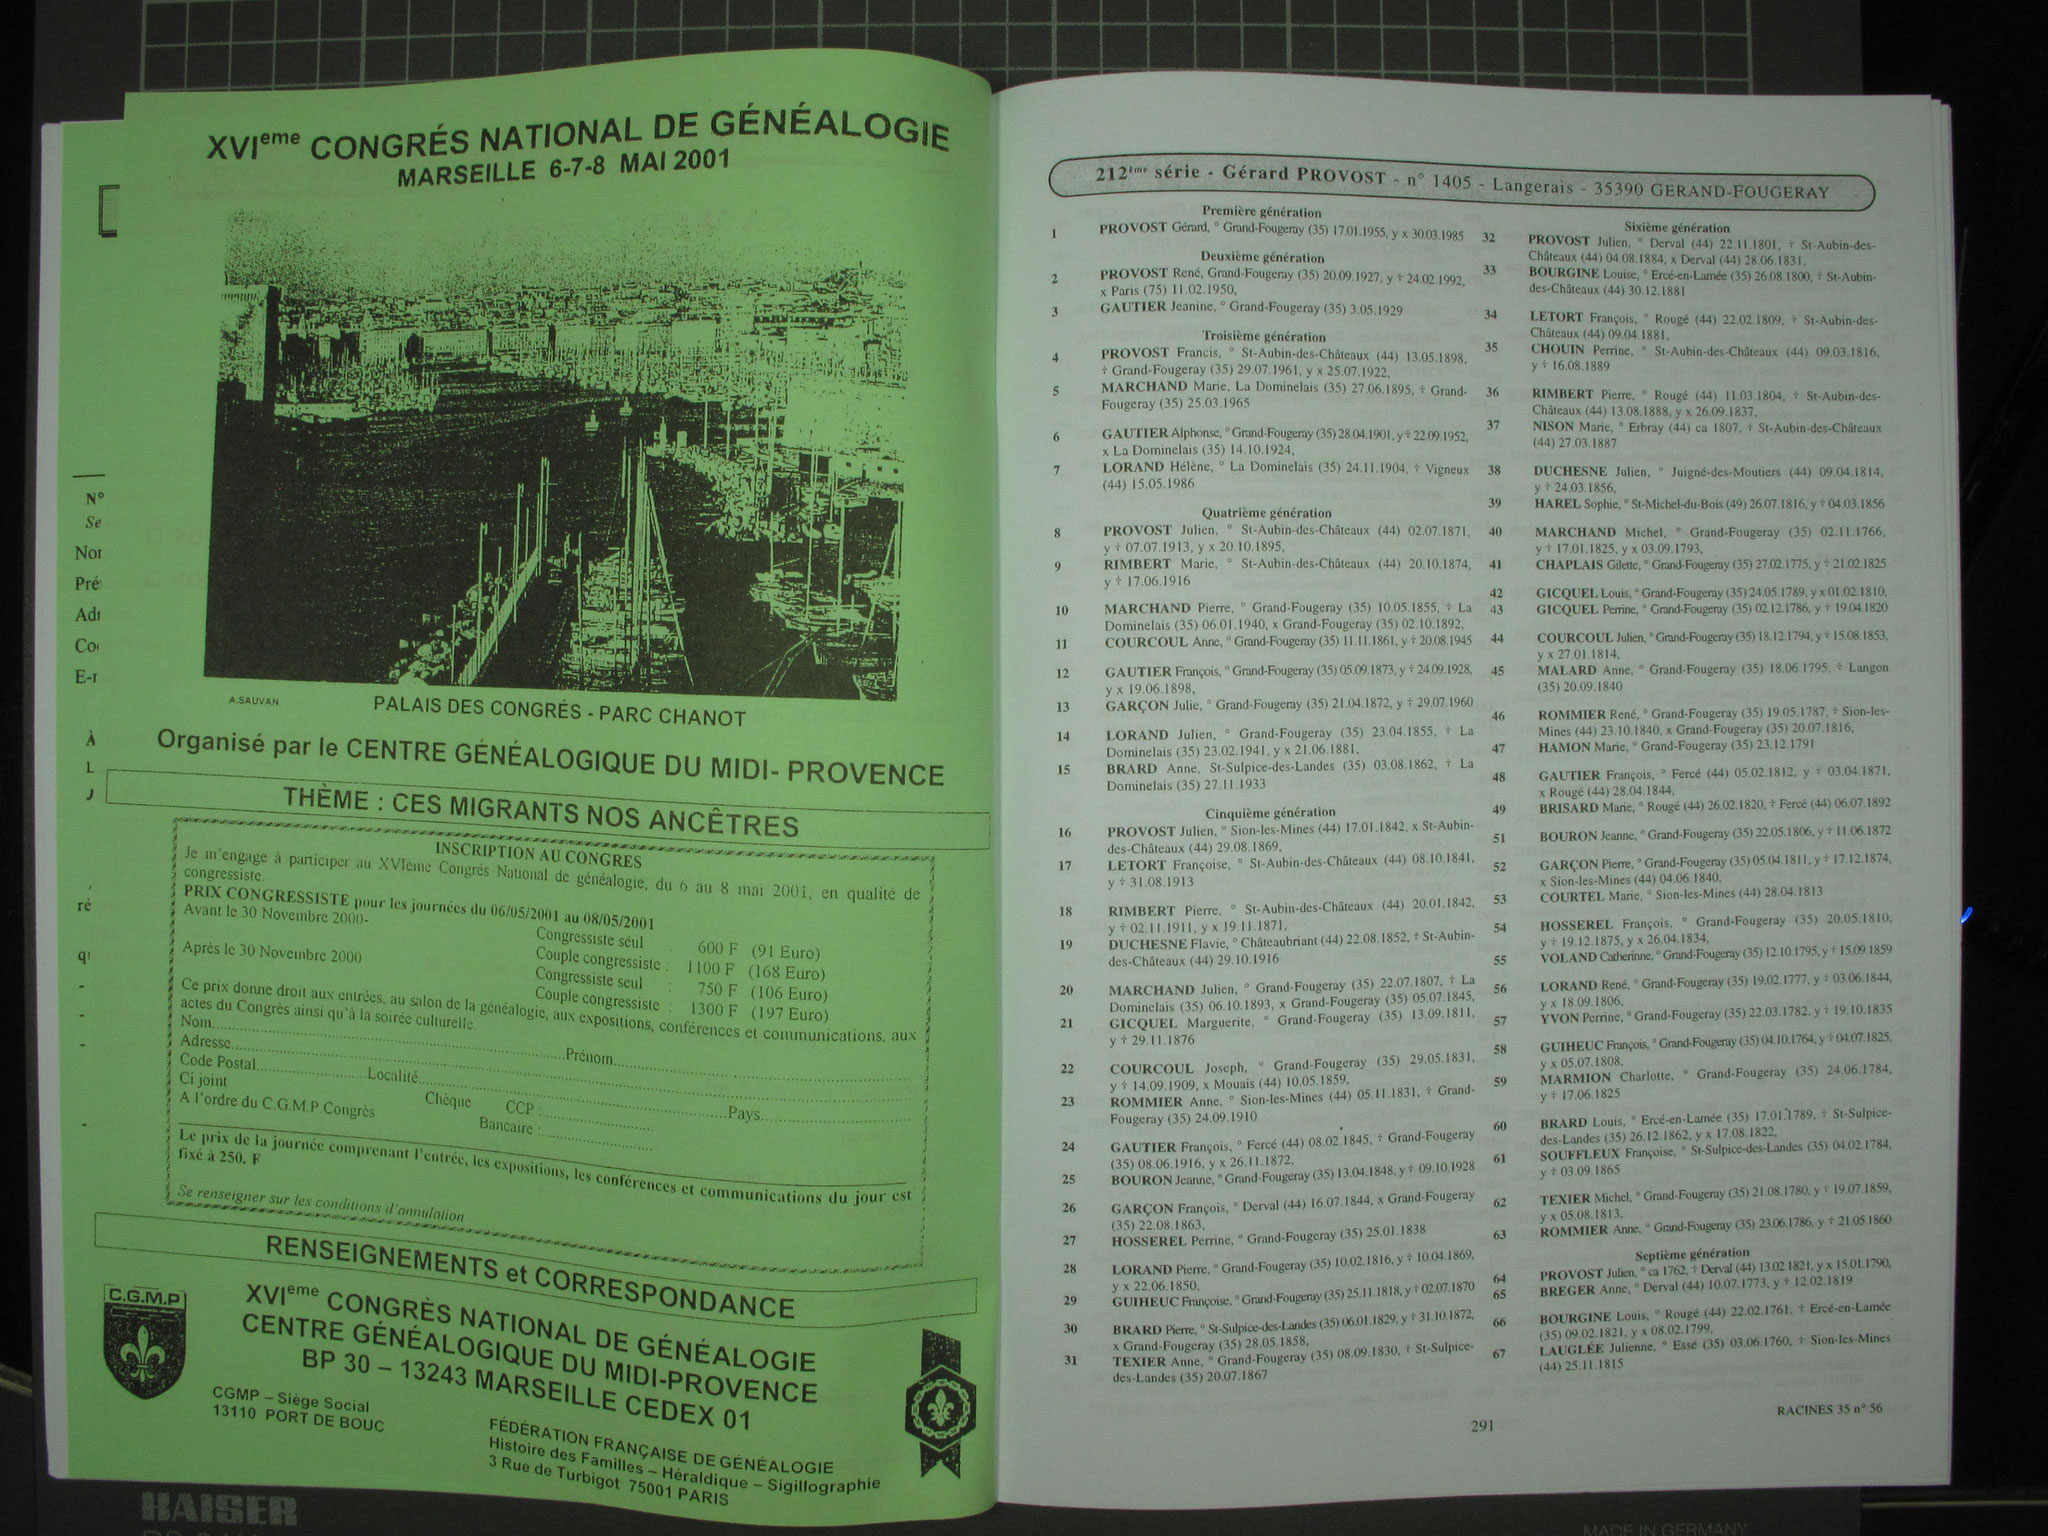 XVIeme CONGRÉS NATIONAL DE GÉNÉALOGIE
MARSEILLE 6-7-8 MAI 2001
N°
Se
Nor
Pré
Adr
Co
E-r
A.SAUVAN
PALAIS DES CONGRÉS - PARC CHANOT
Organisé par le CENTRE GÉNÉALOGIQUE DU MIDI- PROVENCE
À
L
J
THÈME : CES MIGRANTS NOS ANCÊTRES
INSCRIPTION AU CONGRES
Je m'engage à participer au XVIème Congrés National de généalogie, du 6 au 8 mai 2001, en qualité de
congressiste.
PRIX CONGRESSISTE pour les journées du 06/05/2001 au 08/05/2001
Avant le 30 Novembre 2000-
Congressiste seul : 600 F (91 Euro)
Couple congressiste : 1100 F (168 Euro)
Après le 30 Novembre 2000
Congressiste seul : 750 F (106 Euro)
Couple congressiste : 1300 F (197 Euro)
Ce prix donne droit aux entrées, au salon de la généalogie, aux expositions, conférences et communications, aux
actes du Congrès ainsi qu'à la soirée culturelle.
Nom..........Prénom..........
Adresse..........
Code Postal..........Localité..........Pays..........
Ci joint Chèque CCP :..........
A l'ordre du C.G.M.P.Congrès Bancaire :..........
Le prix de la journée comprenant l'entrée, les expositions, les conférences et communications du jour est
fixé à 250. F
Se renseigner sur les conditions d'annulation
ré
q
RENSEIGNEMENTS et CORRESPONDANCE
C.G.M.P
XVIeme CONGRÈS NATIONAL DE GÉNÉALOGIE
CENTRE GÉNÉALOGIQUE DU MIDI-PROVENCE
BP 30 – 13243 MARSEILLE CEDEX 01
CGMP – Siège Social
13110 PORT DE BOUC
FÉDÉRATION FRANÇAISE DE GÉNÉALOGIE
Histoire des Familles – Héraldique – Sigillographie
3 Rue de Turbigot 75001 PARIS
212ème série - Gérard PROVOST - n° 1405 - Langerais - 35390 GERAND-FOUGERAY
Première génération
1 PROVOST Gérard, ° Grand-Fougeray (35) 17.01.1955, y x 30.03.1985
Deuxième génération
2 PROVOST René, Grand-Fougeray (35) 20.09.1927, y † 24.02.1992,
x Paris (75) 11.02.1950,
3 GAUTIER Jeanine, ° Grand-Fougeray (35) 3.05.1929
Troisième génération
4 PROVOST Francis, ° St-Aubin-des-Châteaux (44) 13.05.1898,
† Grand-Fougeray (35) 29.07.1961, y x 25.07.1922,
5 MARCHAND Marie, La Dominelais (35) 27.06.1895, † Grand-
Fougeray (35) 25.03.1965
6 GAUTIER Alphonse, ° Grand-Fougeray (35) 28.04.1901, y † 22.09.1952,
x La Dominelais (35) 14.10.1924,
7 LORAND Hélène, ° La Dominelais (35) 24.11.1904, † Vigneux
(44) 15.05.1986
Quatrième génération
8 PROVOST Julien, ° St-Aubin-des-Châteaux (44) 02.07.1871,
y † 07.07.1913, y x 20.10.1895,
9 RIMBERT Marie, ° St-Aubin-des-Châteaux (44) 20.10.1874,
y † 17.06.1916
10 MARCHAND Pierre, ° Grand-Fougeray (35) 10.05.1855, † La
Dominelais (35) 06.01.1940, x Grand-Fougeray (35) 02.10.1892,
11 COURCOUL Anne, ° Grand-Fougeray (35) 11.11.1861, y † 20.08.1945
12 GAUTIER François, ° Grand-Fougeray (35) 05.09.1873, y † 24.09.1928,
y x 19.06.1898,
13 GARÇON Julie, ° Grand-Fougeray (35) 21.04.1872, y † 29.07.1960
14 LORAND Julien, ° Grand-Fougeray (35) 23.04.1855, † La
Dominelais (35) 23.02.1941, y x 21.06.1881,
15 BRARD Anne, St-Sulpice-des-Landes (35) 03.08.1862, † La
Dominelais (35) 27.11.1933
Cinquième génération
16 PROVOST Julien, ° Sion-les-Mines (44) 17.01.1842, x St-Aubin-
des-Châteaux (44) 29.08.1869,
17 LETORT Françoise, ° St-Aubin-des-Châteaux (44) 08.10.1841,
y † 31.08.1913
18 RIMBERT Pierre, ° St-Aubin-des-Châteaux (44) 20.01.1842,
y † 02.11.1911, y x 19.11.1871,
19 DUCHESNE Flavie, ° Châteaubriant (44) 22.08.1852, † St-Aubin-
des-Châteaux (44) 29.10.1916
20 MARCHAND Julien, ° Grand-Fougeray (35) 22.07.1807, † La
Dominelais (35) 06.10.1893, x Grand-Fougeray (35) 05.07.1845,
21 GICQUEL Marguerite, ° Grand-Fougeray (35) 13.09.1811,
y † 29.11.1876
22 COURCOUL Joseph, ° Grand-Fougeray (35) 29.05.1831,
y † 14.09.1909, x Mouais (44) 10.05.1859,
23 ROMMIER Anne, ° Sion-les-Mines (44) 05.11.1831, † Grand-
Fougeray (35) 24.09.1910
24 GAUTIER François, ° Fercé (44) 08.02.1845, † Grand-Fougeray
(35) 08.06.1916, y x 26.11.1872,
25 BOURON Jeanne, ° Grand-Fougeray (35) 13.04.1848, y † 09.10.1928
26 GARÇON François, ° Derval (44) 16.07.1844, x Grand-Fougeray
(35) 22.08.1863,
27 HOSSEREL Perrine, ° Grand-Fougeray (35) 25.01.1838
28 LORAND Pierre, ° Grand-Fougeray (35) 10.02.1816, y † 10.04.1869,
y x 22.06.1850,
29 GUIHEUC Françoise, ° Grand-Fougeray (35) 25.11.1818, y † 02.07.1870
30 BRARD Pierre, ° St-Sulpice-des-Landes (35) 06.01.1829, y † 31.10.1872,
x Grand-Fougeray (35) 28.05.1858,
31 TEXIER Anne, ° Grand-Fougeray (35) 08.09.1830, † St-Sulpice-
des-Landes (35) 20.07.1867
Sixième génération
32 PROVOST Julien, ° Derval (44) 22.11.1801, † St-Aubin-des-
Châteaux (44) 04.08.1884, x Derval (44) 28.06.1831,
33 BOURGINE Louise, ° Ercé-en-Lamée (35) 26.08.1800, † St-Aubin-
des-Châteaux (44) 30.12.1881
34 LETORT François, ° Rougé (44) 22.02.1809, † St-Aubin-des-
Châteaux (44) 09.04.1881,
35 CHOUIN Perrine, ° St-Aubin-des-Châteaux (44) 09.03.1816,
y † 16.08.1889
36 RIMBERT Pierre, ° Rougé (44) 11.03.1804, † St-Aubin-des-
Châteaux (44) 13.08.1888, y x 26.09.1837,
37 NISON Marie, ° Erbray (44) ca 1807, † St-Aubin-des-Châteaux
(44) 27.03.1887
38 DUCHESNE Julien, ° Juigné-des-Moutiers (44) 09.04.1814,
y † 24.03.1856,
39 HAREL Sophie, ° St-Michel-du-Bois (49) 26.07.1816, y † 04.03.1856
40 MARCHAND Michel, ° Grand-Fougeray (35) 02.11.1766,
y † 17.01.1825, y x 03.09.1793,
41 CHAPLAIS Gilette, ° Grand-Fougeray (35) 27.02.1775, y † 21.02.1825
42 GICQUEL Louis, ° Grand-Fougeray (35) 24.05.1789, y x 01.02.1810,
43 GICQUEL Perrine, ° Grand-Fougeray (35) 02.12.1786, y † 19.04.1820
44 COURCOUL Julien, ° Grand-Fougeray (35) 18.12.1794, y † 15.08.1853,
y x 27.01.1814,
45 MALARD Anne, ° Grand-Fougeray (35) 18.06.1795, † Langon
(35) 20.09.1840
46 ROMMIER René, ° Grand-Fougeray (35) 19.05.1787, † Sion-les-
Mines (44) 23.10.1840, x Grand-Fougeray (35) 20.07.1816,
47 HAMON Marie, ° Grand-Fougeray (35) 23.12.1791
48 GAUTIER François, ° Fercé (44) 05.02.1812, y † 03.04.1871,
x Rougé (44) 28.04.1844,
49 BRISARD Marie, ° Rougé (44) 26.02.1820, † Fercé (44) 06.07.1892
51 BOURON Jeanne, ° Grand-Fougeray (35) 22.05.1806, y † 11.06.1872
52 GARÇON Pierre, ° Grand-Fougeray (35) 05.04.1811, y † 17.12.1874,
x Sion-les-Mines (44) 04.06.1840,
53 COURTEL Marie, ° Sion-les-Mines (44) 28.04.1813
54 HOSSEREL François, ° Grand-Fougeray (35) 20.05.1810,
y † 19.12.1875, y x 26.04.1834,
55 VOLAND Catherinne, ° Grand-Fougeray (35) 12.10.1795, y † 15.09.1859
56 LORAND René, ° Grand-Fougeray (35) 19.02.1777, y † 03.06.1844,
y x 18.09.1806,
57 YVON Perrine, ° Grand-Fougeray (35) 22.03.1782, y † 19.10.1835
58 GUIHEUC François, ° Grand-Fougeray (35) 04.10.1764, y † 04.07.1825,
y x 05.07.1808,
59 MARMION Charlotte, ° Grand-Fougeray (35) 24.06.1784,
y † 17.06.1825
60 BRARD Louis, ° Ercé-en-Lamée (35) 17.01.1789, † St-Sulpice-
des-Landes (35) 26.12.1862, y x 17.08.1822,
61 SOUFFLEUX Françoise, ° St-Sulpice-des-Landes (35) 04.02.1784,
y † 03.09.1865
62 TEXIER Michel, ° Grand-Fougeray (35) 21.08.1780, y † 19.07.1859,
y x 05.08.1813,
63 ROMMIER Anne, ° Grand-Fougeray (35) 23.06.1786, y † 21.05.1860
Septième génération
64 PROVOST Julien, ° ca 1762, † Derval (44) 13.02.1821, y x 15.01.1790,
65 BREGER Anne, ° Derval (44) 10.07.1773, y † 12.02.1819
66 BOURGINE Louis, ° Rougé (44) 22.02.1761, † Ercé-en-Lamée
(35) 09.02.1821, y x 08.02.1799,
67 LAUGLÉE Julienne, ° Essé (35) 03.06.1760, † Sion-les-Mines
(44) 25.11.1815
291
RACINES 35 n° 56
KAISER
MADE IN GERMANY